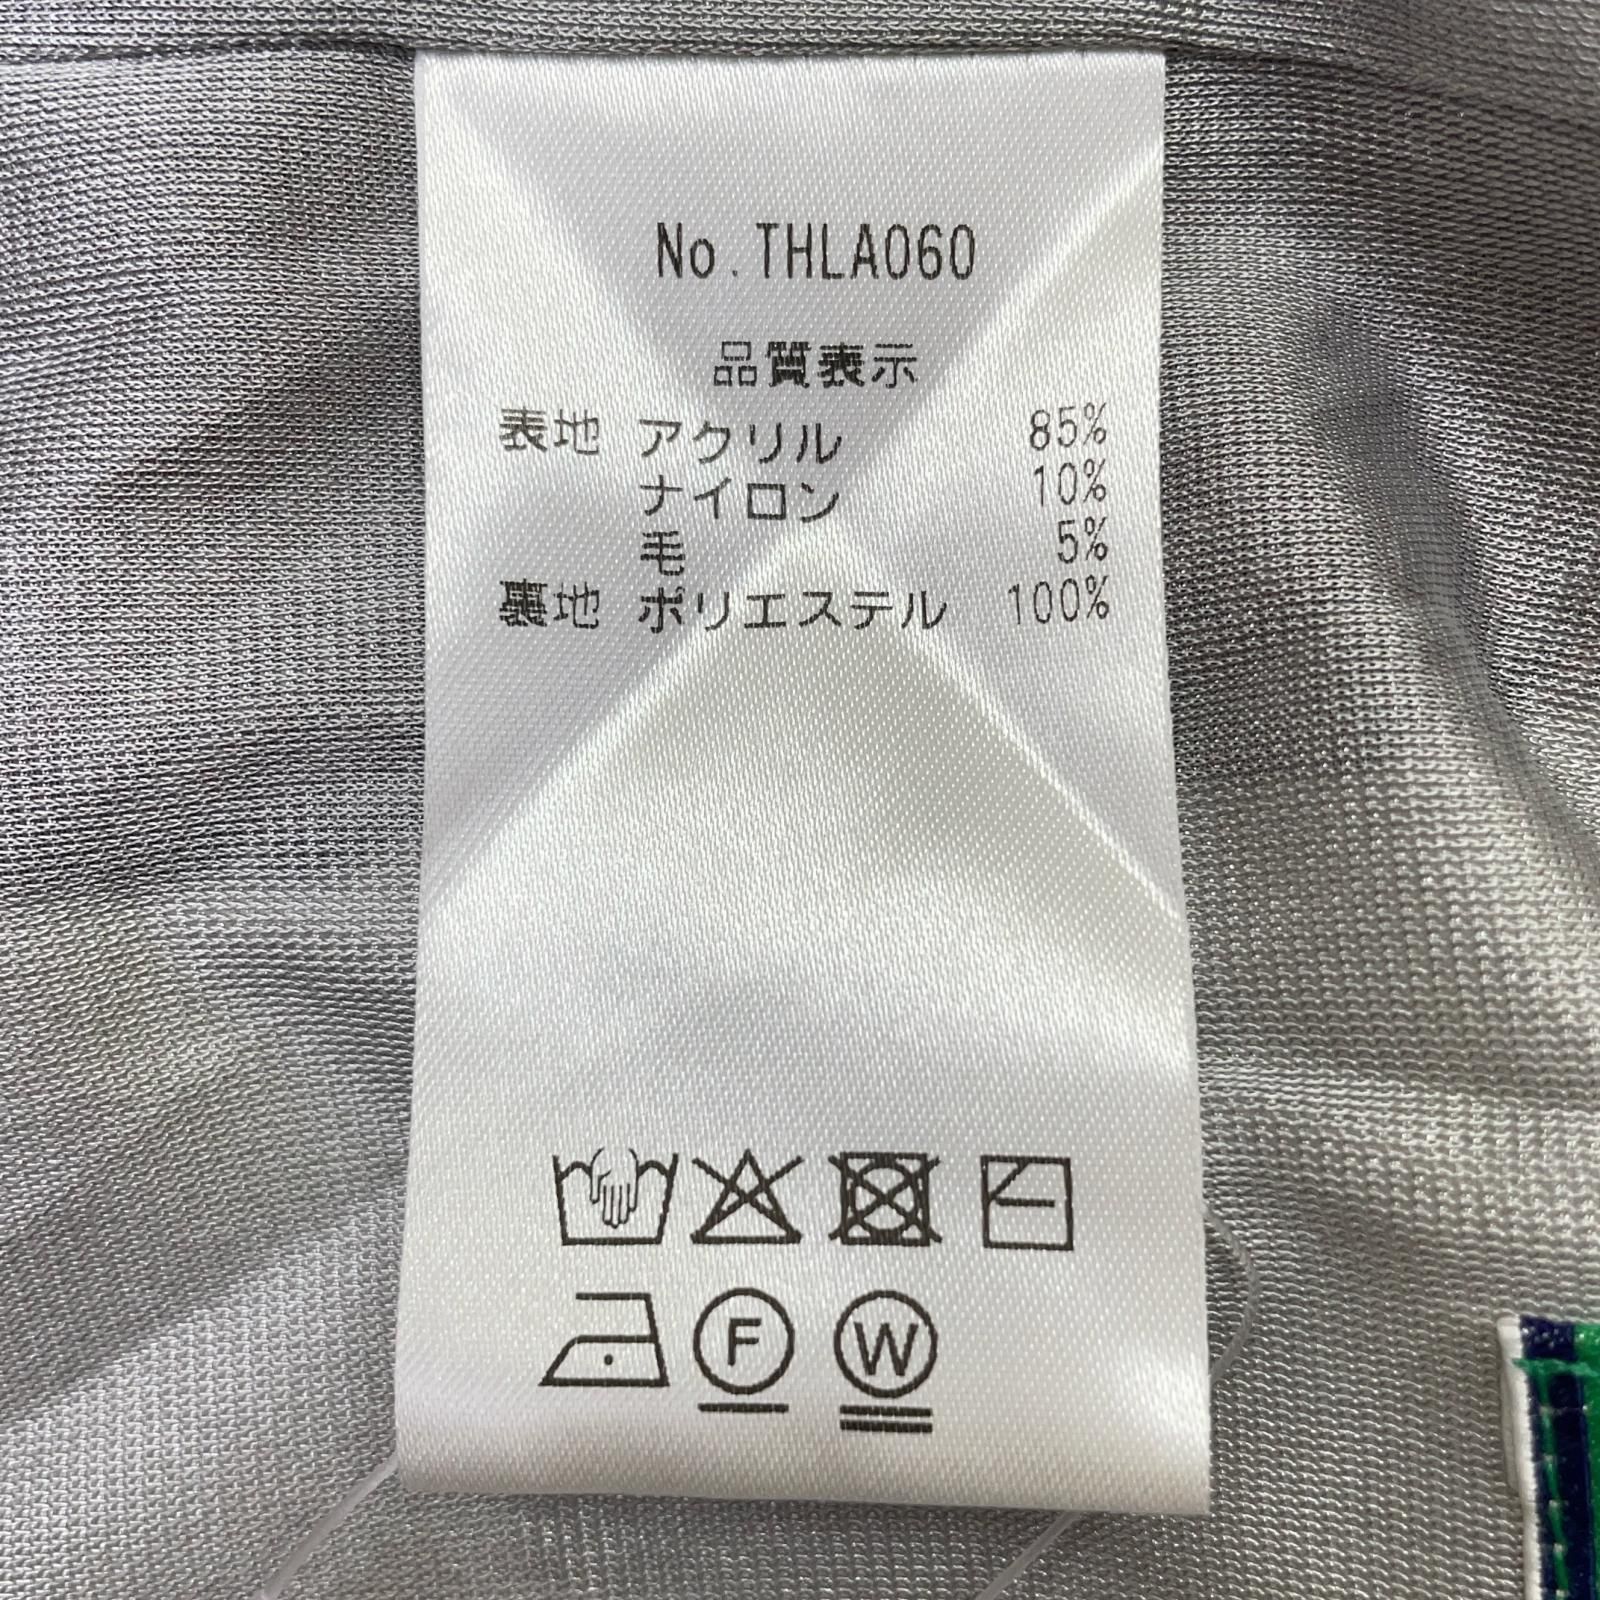 No.THLA060
品質表示
表地 アクリル 85%
ナイロン 10%
毛 5%
裏地 ポリエステル 100%
F W